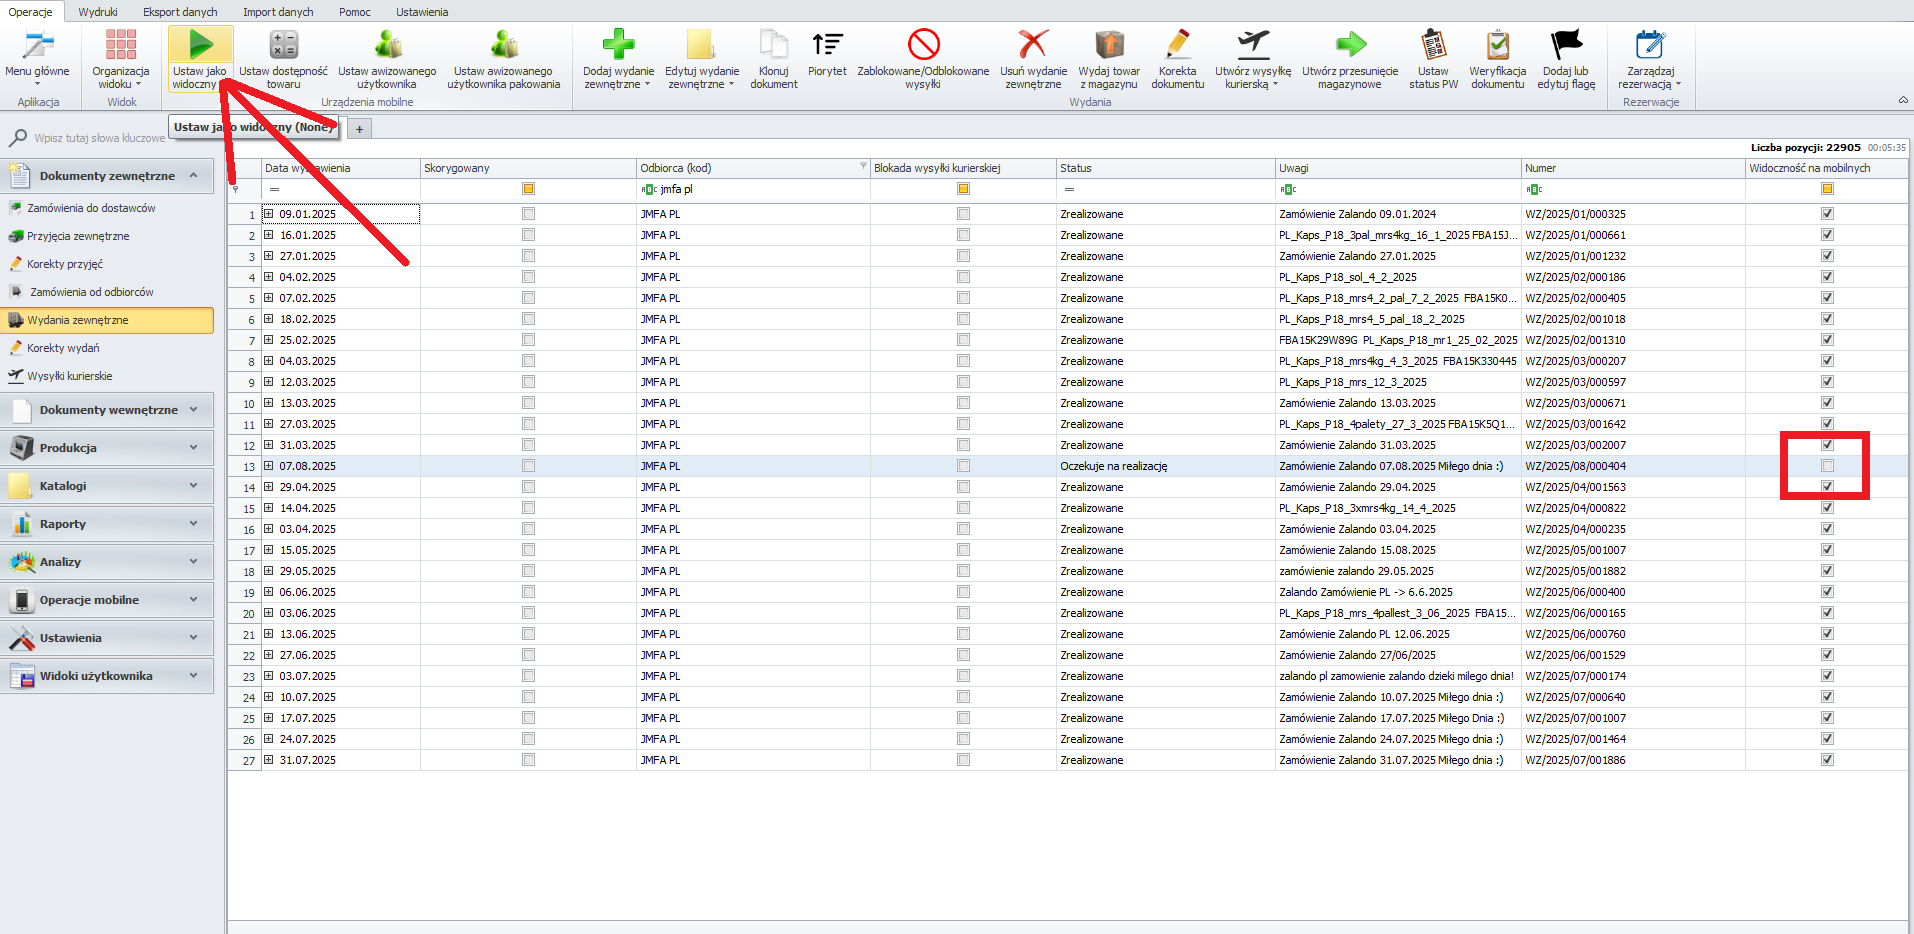 Operacje Wydruki Eksport danych Import danych Pomoc Ustawienia
Menu główne Organizacja widoku Ustaw jako widoczny Ustaw dostępność towaru Ustaw awizowanego użytkownika Ustaw awizowanego użytkownika pakowania Dodaj wydanie zewnętrzne Edytuj wydanie zewnętrzne Klonuj dokument Piorytet Zablokowane/Odblokowane wysyłki Usuń wydanie zewnętrzne Wydaj towar z magazynu Korekta dokumentu Utwórz wysyłkę kurierską Utwórz przesunięcie magazynowe Ustaw status PW Weryfikacja dokumentu Dodaj lub edytuj flagę Zarządzaj rezerwacją
Aplikacja Widok Urządzenia mobilne Wydania Rezerwacje
Ustaw jako widoczny (None) +
Wpisz tutaj słowa kluczowe
Liczba pozycji: 22905 00:05:35
Dokumenty zewnętrzne
Zamówienia do dostawców
Przyjęcia zewnętrzne
Korekty przyjęć
Zamówienia od odbiorców
Wydania zewnętrzne
Korekty wydań
Wysyłki kurierskie
Dokumenty wewnętrzne
Produkcja
Katalogi
Raporty
Analizy
Operacje mobilne
Ustawienia
Widoki użytkownika
Data wystawienia Skorygowany Odbiorca (kod) Blokada wysyłki kurierskiej Status Uwagi Numer Widoczność na mobilnych
= ABC jmfa pl = ABC ABC
1 09.01.2025 JMFA PL Zrealizowane Zamówienie Zalando 09.01.2024 WZ/2025/01/000325
2 16.01.2025 JMFA PL Zrealizowane PL_Kaps_P18_3pal_mrs4kg_16_1_2025 FBA15J... WZ/2025/01/000661
3 27.01.2025 JMFA PL Zrealizowane Zamówienie Zalando 27.01.2025 WZ/2025/01/001232
4 04.02.2025 JMFA PL Zrealizowane PL_Kaps_P18_sol_4_2_2025 WZ/2025/02/000186
5 07.02.2025 JMFA PL Zrealizowane PL_Kaps_P18_mrs4_2_pal_7_2_2025 FBA15K0... WZ/2025/02/000405
6 18.02.2025 JMFA PL Zrealizowane PL_Kaps_P18_mrs4_5_pal_18_2_2025 WZ/2025/02/001018
7 25.02.2025 JMFA PL Zrealizowane FBA15K29W89G PL_Kaps_P18_mr1_25_02_2025 WZ/2025/02/001310
8 04.03.2025 JMFA PL Zrealizowane PL_Kaps_P18_mrs4kg_4_3_2025 FBA15K330445 WZ/2025/03/000207
9 12.03.2025 JMFA PL Zrealizowane PL_Kaps_P18_mrs_12_3_2025 WZ/2025/03/000597
10 13.03.2025 JMFA PL Zrealizowane Zamówienie Zalando 13.03.2025 WZ/2025/03/000671
11 27.03.2025 JMFA PL Zrealizowane PL_Kaps_P18_4palety_27_3_2025 FBA15K5Q1... WZ/2025/03/001642
12 31.03.2025 JMFA PL Zrealizowane Zamówienie Zalando 31.03.2025 WZ/2025/03/002007
13 07.08.2025 JMFA PL Oczekuje na realizację Zamówienie Zalando 07.08.2025 Miłego dnia :) WZ/2025/08/000404
14 29.04.2025 JMFA PL Zrealizowane Zamówienie Zalando 29.04.2025 WZ/2025/04/001563
15 14.04.2025 JMFA PL Zrealizowane PL_Kaps_P18_3xmrs4kg_14_4_2025 WZ/2025/04/000822
16 03.04.2025 JMFA PL Zrealizowane Zamówienie Zalando 03.04.2025 WZ/2025/04/000235
17 15.05.2025 JMFA PL Zrealizowane Zamówienie Zalando 15.08.2025 WZ/2025/05/001007
18 29.05.2025 JMFA PL Zrealizowane zamówienie zalando 29.05.2025 WZ/2025/05/001882
19 06.06.2025 JMFA PL Zrealizowane Zalando Zamówienie PL -> 6.6.2025 WZ/2025/06/000400
20 03.06.2025 JMFA PL Zrealizowane PL_Kaps_P18_mrs_4pallest_3_06_2025 FBA15... WZ/2025/06/000165
21 13.06.2025 JMFA PL Zrealizowane Zamówienie Zalando PL 12.06.2025 WZ/2025/06/000760
22 27.06.2025 JMFA PL Zrealizowane Zamówienie Zalando 27/06/2025 WZ/2025/06/001529
23 03.07.2025 JMFA PL Zrealizowane zalando pl zamowienie zalando dzieki milego dnia! WZ/2025/07/000174
24 10.07.2025 JMFA PL Zrealizowane Zamówienie Zalando 10.07.2025 Miłego dnia :) WZ/2025/07/000640
25 17.07.2025 JMFA PL Zrealizowane Zamówienie Zalando 17.07.2025 Miłego Dnia :) WZ/2025/07/001007
26 24.07.2025 JMFA PL Zrealizowane Zamówienie Zalando 24.07.2025 Miłego dnia :) WZ/2025/07/001464
27 31.07.2025 JMFA PL Zrealizowane Zamówienie Zalando 31.07.2025 Miłego dnia :) WZ/2025/07/001886